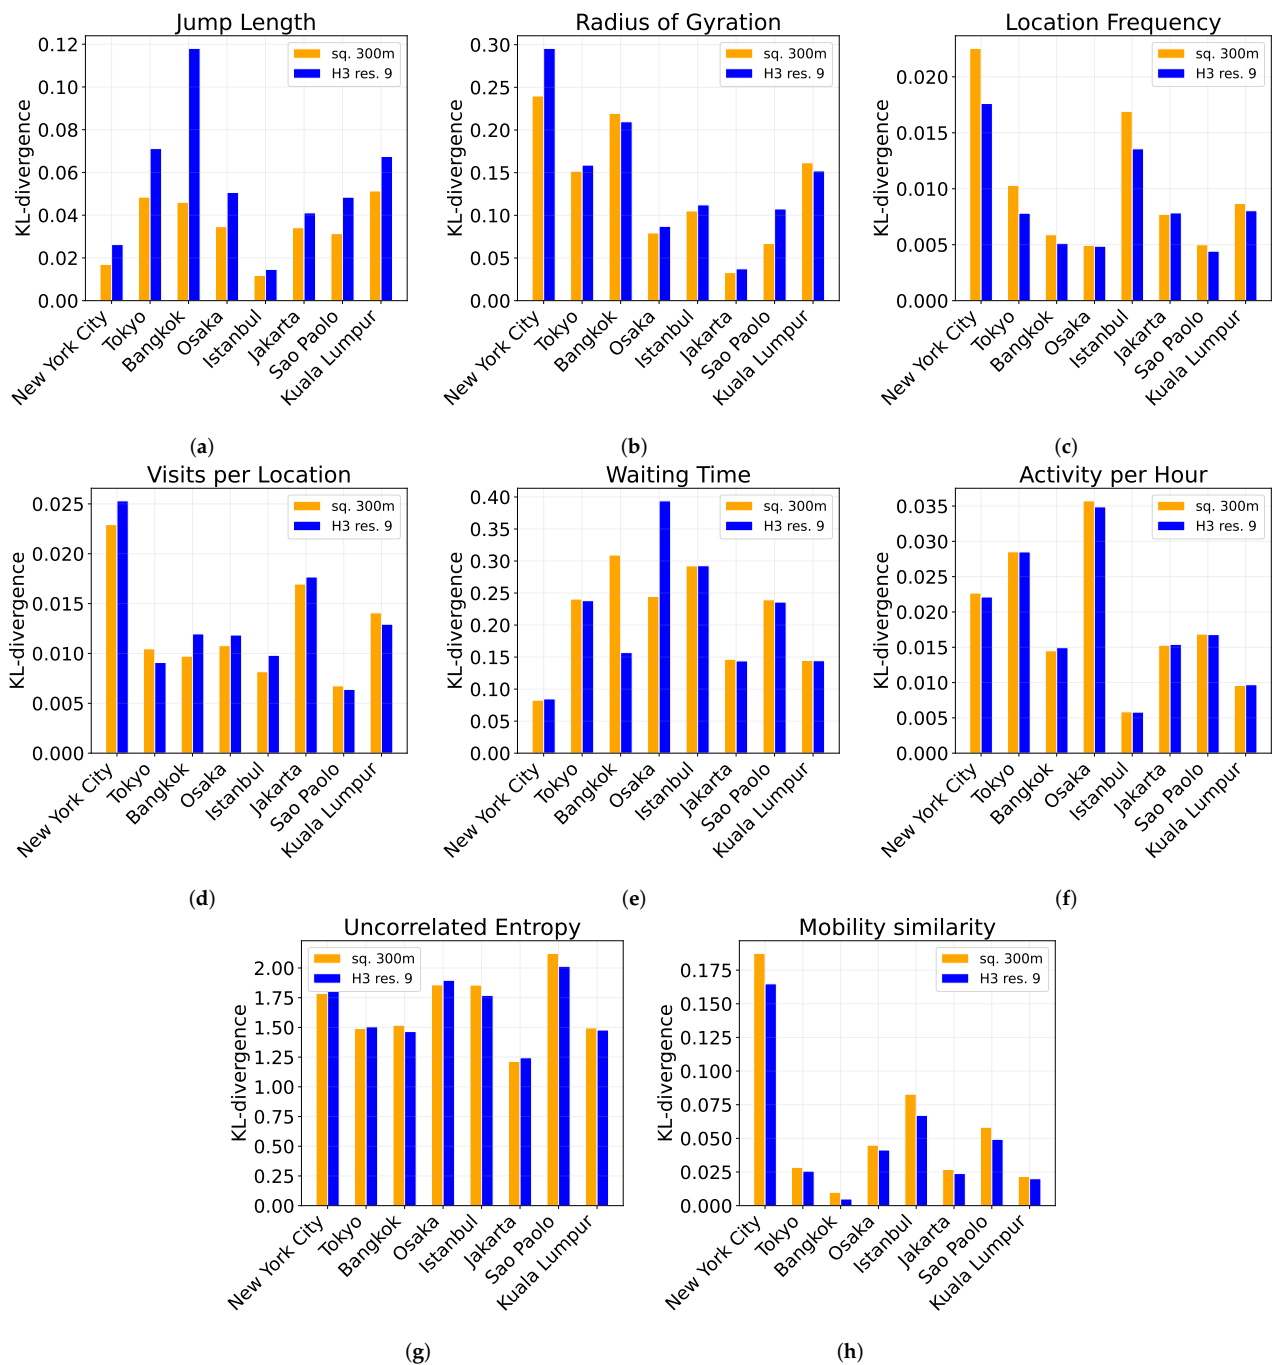 Jump Length
KL-divergence
0.12
0.10
0.08
0.06
0.04
0.02
0.00
sq. 300m
H3 res. 9
New York City
Tokyo
Bangkok
Osaka
Istanbul
Jakarta
Sao Paolo
Kuala Lumpur
(a)
Radius of Gyration
KL-divergence
0.30
0.25
0.20
0.15
0.10
0.05
0.00
sq. 300m
H3 res. 9
New York City
Tokyo
Bangkok
Osaka
Istanbul
Jakarta
Sao Paolo
Kuala Lumpur
(b)
Location Frequency
KL-divergence
0.020
0.015
0.010
0.005
0.000
sq. 300m
H3 res. 9
New York City
Tokyo
Bangkok
Osaka
Istanbul
Jakarta
Sao Paolo
Kuala Lumpur
(c)
Visits per Location
KL-divergence
0.025
0.020
0.015
0.010
0.005
0.000
sq. 300m
H3 res. 9
New York City
Tokyo
Bangkok
Osaka
Istanbul
Jakarta
Sao Paolo
Kuala Lumpur
(d)
Waiting Time
KL-divergence
0.40
0.35
0.30
0.25
0.20
0.15
0.10
0.05
0.00
sq. 300m
H3 res. 9
New York City
Tokyo
Bangkok
Osaka
Istanbul
Jakarta
Sao Paolo
Kuala Lumpur
(e)
Activity per Hour
KL-divergence
0.035
0.030
0.025
0.020
0.015
0.010
0.005
0.000
sq. 300m
H3 res. 9
New York City
Tokyo
Bangkok
Osaka
Istanbul
Jakarta
Sao Paolo
Kuala Lumpur
(f)
Uncorrelated Entropy
KL-divergence
2.00
1.75
1.50
1.25
1.00
0.75
0.50
0.25
0.00
sq. 300m
H3 res. 9
New York City
Tokyo
Bangkok
Osaka
Istanbul
Jakarta
Sao Paolo
Kuala Lumpur
(g)
Mobility similarity
KL-divergence
0.175
0.150
0.125
0.100
0.075
0.050
0.025
0.000
sq. 300m
H3 res. 9
New York City
Tokyo
Bangkok
Osaka
Istanbul
Jakarta
Sao Paolo
Kuala Lumpur
(h)